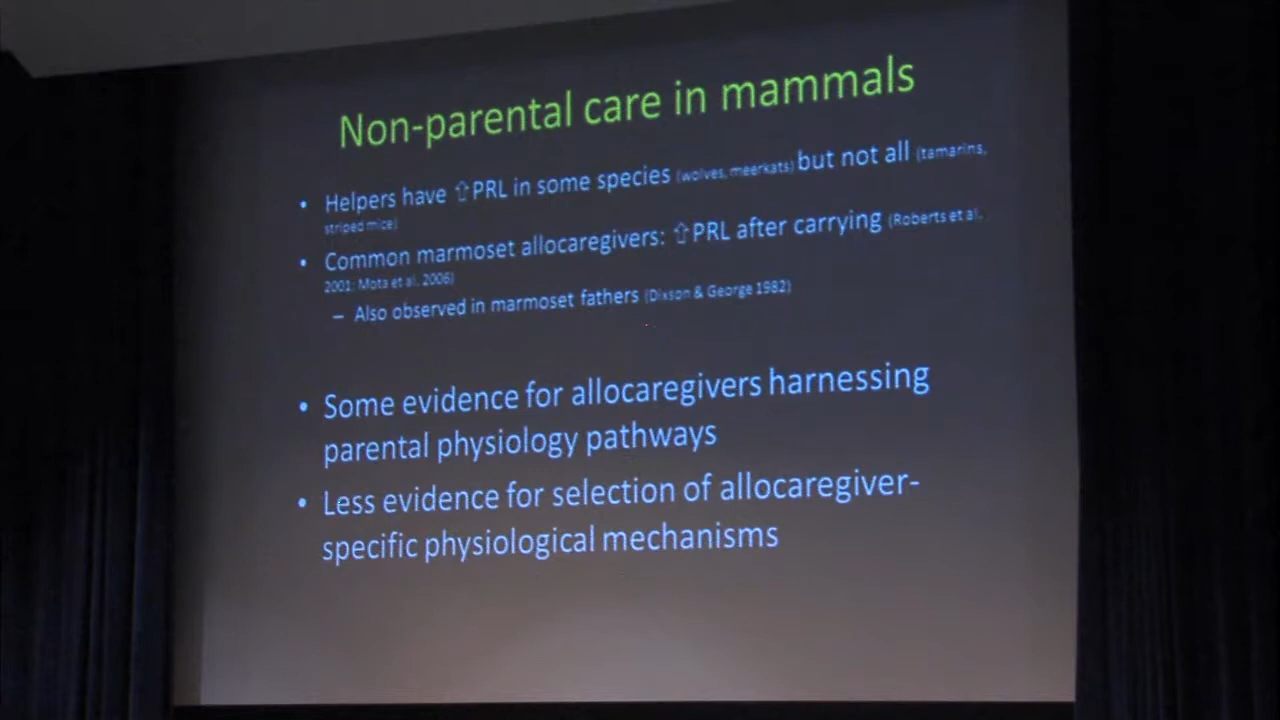 Non-parental care in mammals
• Helpers have ⇧PRL in some species (wolves, meerkats) but not all (tamarins,
striped mice)
• Common marmoset allocaregivers: ⇧PRL after carrying (Roberts et al.
2001; Mota et al. 2006)
– Also observed in marmoset fathers (Dixson & George 1982)
• Some evidence for allocaregivers harnessing
parental physiology pathways
• Less evidence for selection of allocaregiver-
specific physiological mechanisms